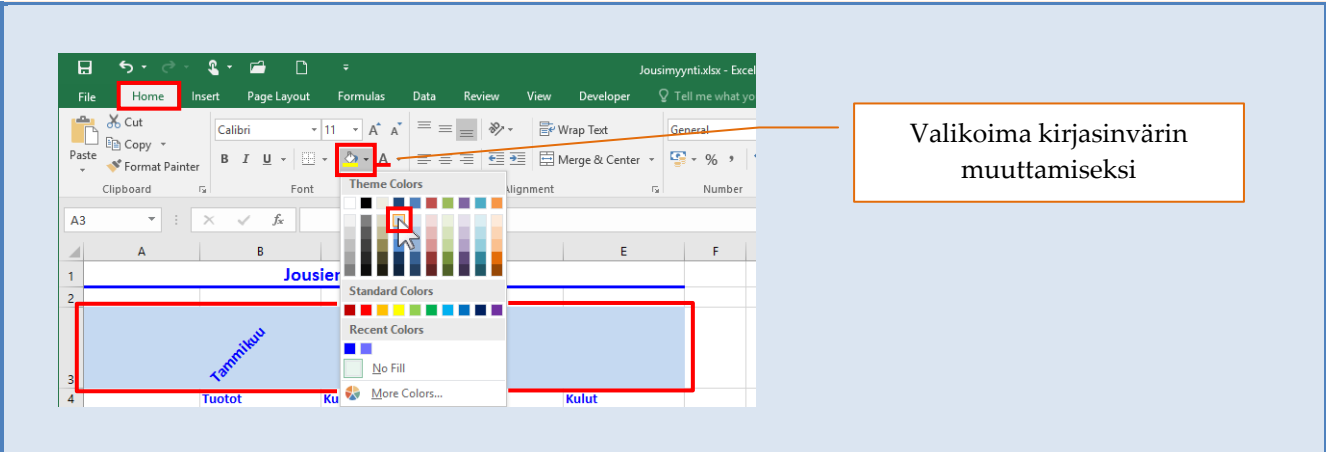 Jousimyynti.xlsx - Excel
File Home Insert Page Layout Formulas Data Review View Developer Tell me what yo
Cut
Calibri 11 A A Wrap Text General
Copy
Paste
Format Painter B I U A Merge & Center % ,
Clipboard Font Alignment Number
Theme Colors
A3 fx
A B E F
1 Jousien
2
Standard Colors
Recent Colors
Tammikuu
No Fill
3
More Colors...
4 Tuotot Ku Kulut
Valikoima kirjasinvärin
muuttamiseksi